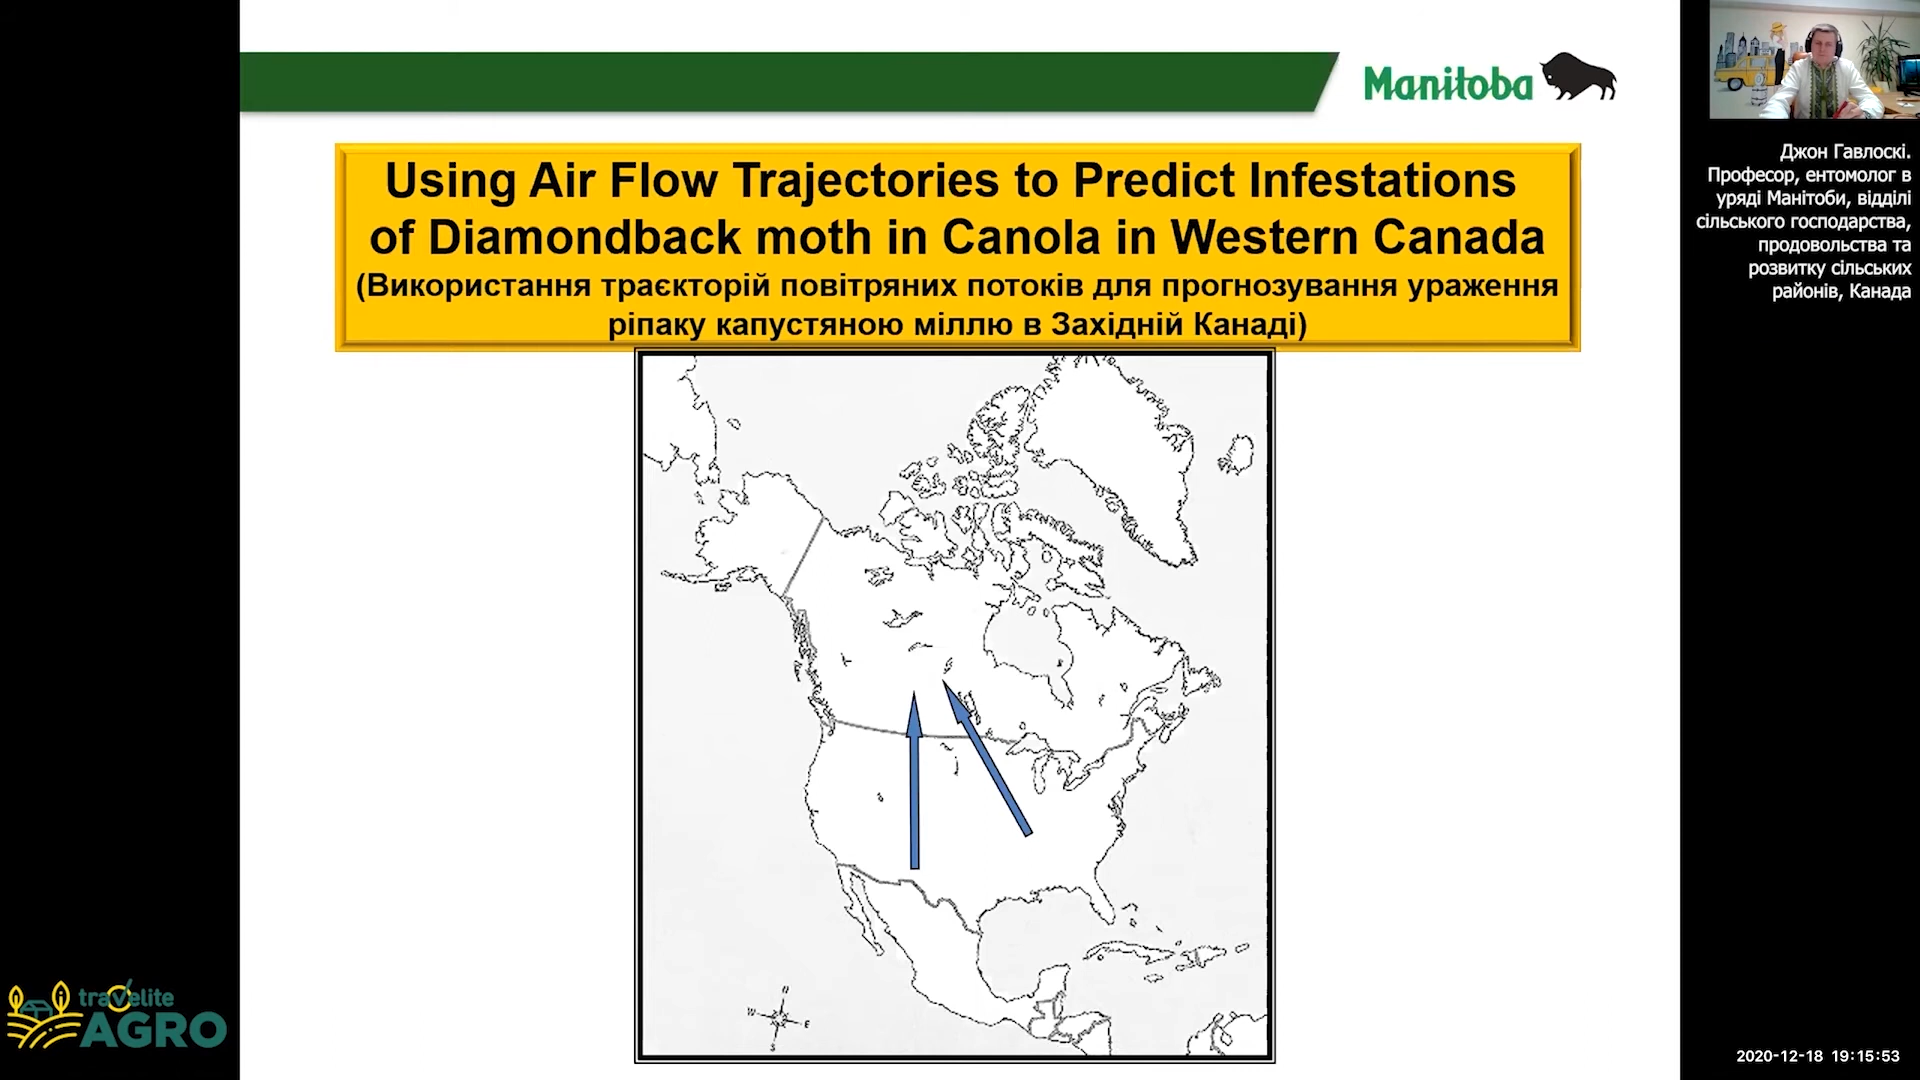 Manitoba
Using Air Flow Trajectories to Predict Infestations
of Diamondback moth in Canola in Western Canada
(Використання траєкторій повітряних потоків для прогнозування ураження
ріпаку капустяною міллю в Західній Канаді)
Джон Гавлоскі.
Професор, ентомолог в
уряді Манітоби, відділі
сільського господарства,
продовольства та
розвитку сільських
районів, Канада
N
W
E
S
travelite
AGRO
2020-12-18 19:15:53